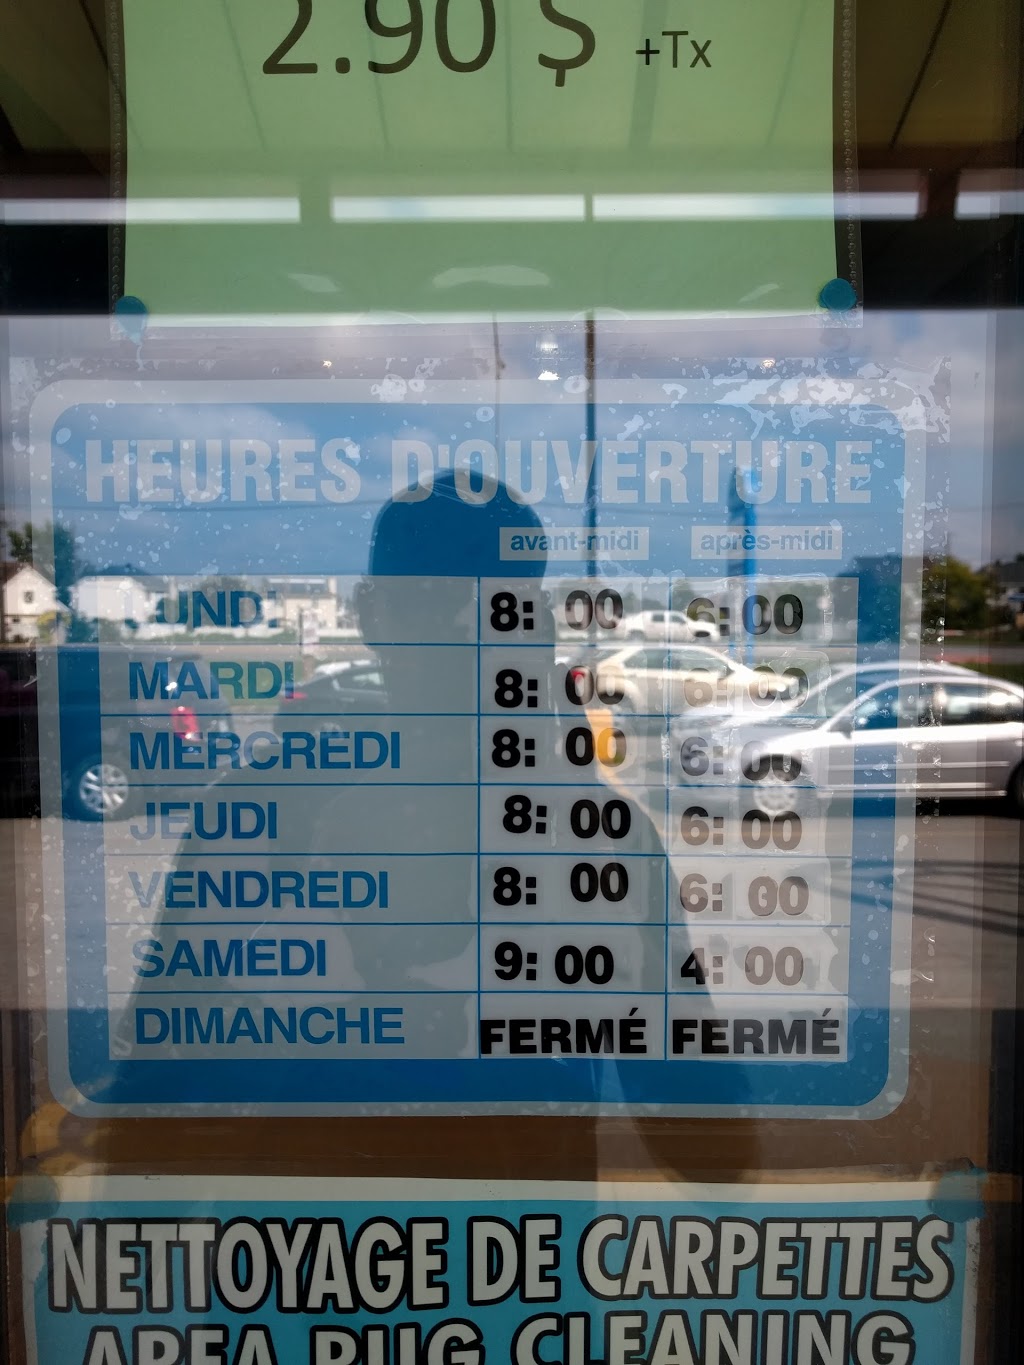 2.90 $ +Tx
HEURES D'OUVERTURE
avant-midi après-midi
LUNDI 8: 00 6: 00
MARDI 8: 00 6: 00
MERCREDI 8: 00 6: 00
JEUDI 8: 00 6: 00
VENDREDI 8: 00 6: 00
SAMEDI 9: 00 4: 00
DIMANCHE FERMÉ FERMÉ
NETTOYAGE DE CARPETTES
AREA RUG CLEANING